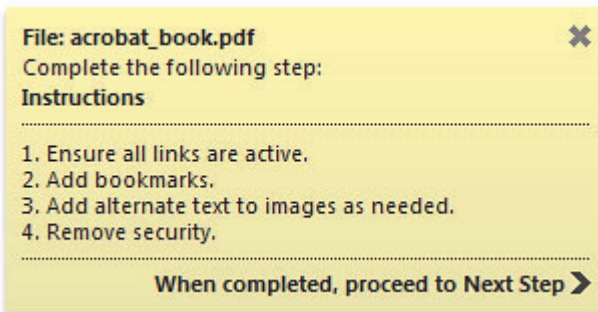 File: acrobat_book.pdf
Complete the following step:
Instructions
1. Ensure all links are active.
2. Add bookmarks.
3. Add alternate text to images as needed.
4. Remove security.
When completed, proceed to Next Step